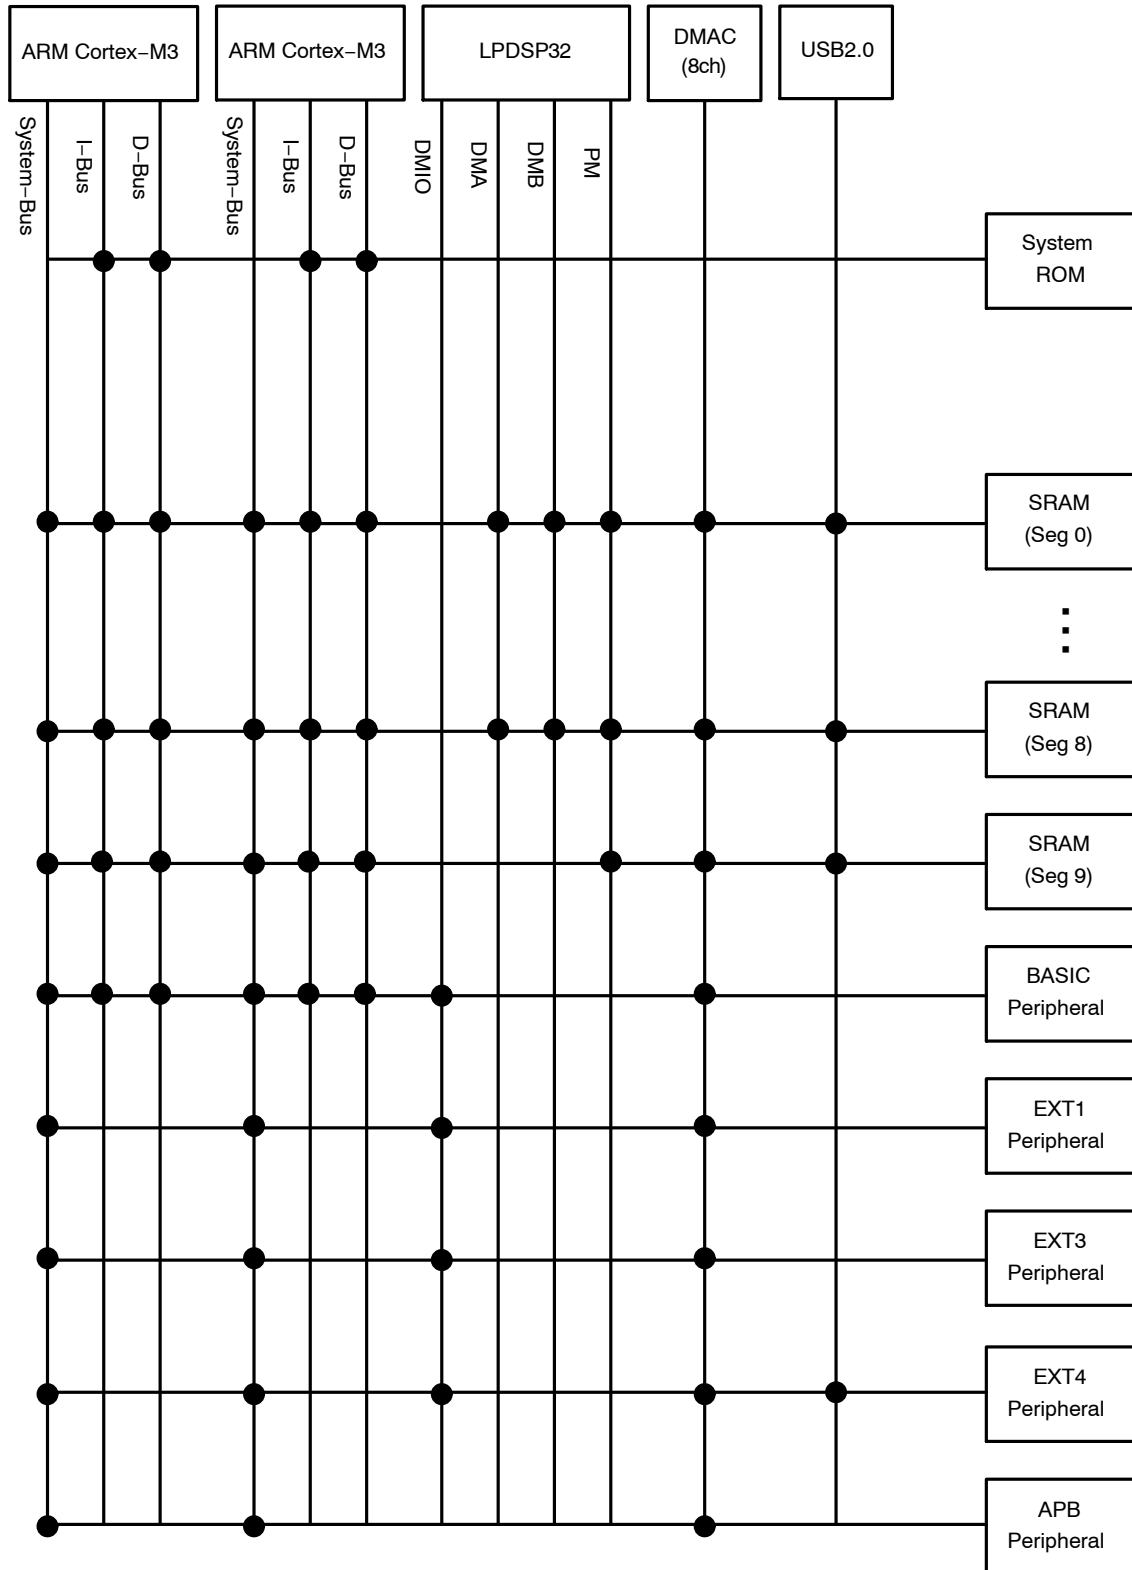 ARM Cortex−M3
ARM Cortex−M3
LPDSP32
DMAC
(8ch)
USB2.0
System−Bus
I−Bus
D−Bus
System−Bus
I−Bus
D−Bus
DMIO
DMA
DMB
PM
System
ROM
SRAM
(Seg 0)
SRAM
(Seg 8)
SRAM
(Seg 9)
BASIC
Peripheral
EXT1
Peripheral
EXT3
Peripheral
EXT4
Peripheral
APB
Peripheral